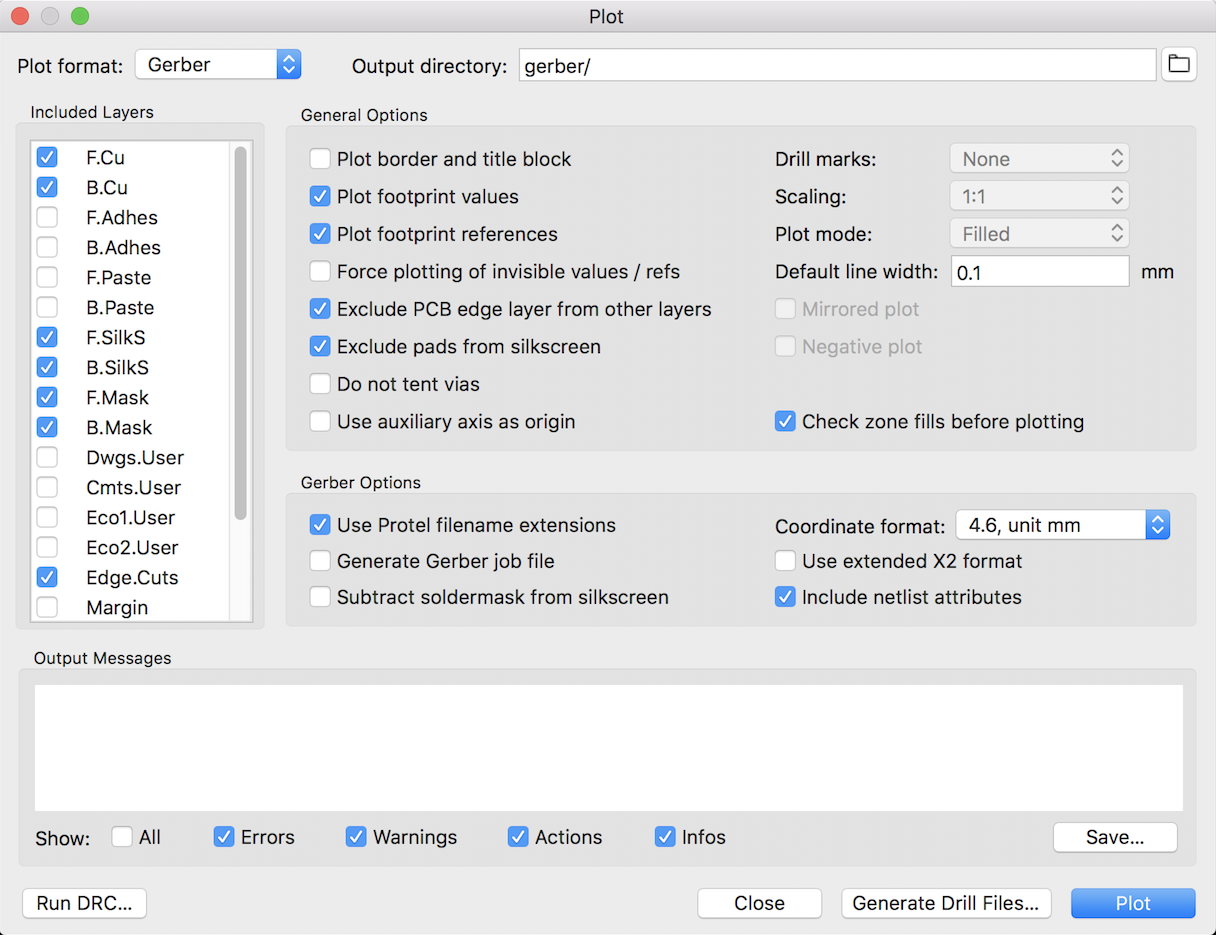 Plot
Plot format: Gerber Output directory: gerber/
Included Layers
F.Cu
B.Cu
F.Adhes
B.Adhes
F.Paste
B.Paste
F.SilkS
B.SilkS
F.Mask
B.Mask
Dwgs.User
Cmts.User
Eco1.User
Eco2.User
Edge.Cuts
Margin
General Options
Plot border and title block
Plot footprint values
Plot footprint references
Force plotting of invisible values / refs
Exclude PCB edge layer from other layers
Exclude pads from silkscreen
Do not tent vias
Use auxiliary axis as origin
Drill marks: None
Scaling: 1:1
Plot mode: Filled
Default line width: 0.1 mm
Mirrored plot
Negative plot
Check zone fills before plotting
Gerber Options
Use Protel filename extensions
Generate Gerber job file
Subtract soldermask from silkscreen
Coordinate format: 4.6, unit mm
Use extended X2 format
Include netlist attributes
Output Messages
Show: All Errors Warnings Actions Infos Save...
Run DRC... Close Generate Drill Files... Plot